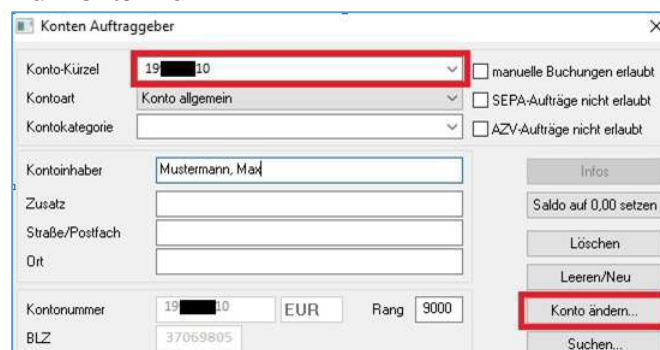 Konten Auftraggeber
Konto-Kürzel 19 10 manuelle Buchungen erlaubt
Kontoart Konto allgemein SEPA-Aufträge nicht erlaubt
Kontokategorie AZV-Aufträge nicht erlaubt
Kontoinhaber Mustermann, Max Infos
Zusatz Saldo auf 0,00 setzen
Straße/Postfach Löschen
Ort Leeren/Neu
Kontonummer 19 10 EUR Rang 9000 Konto ändern...
BLZ 37069805 Suchen...